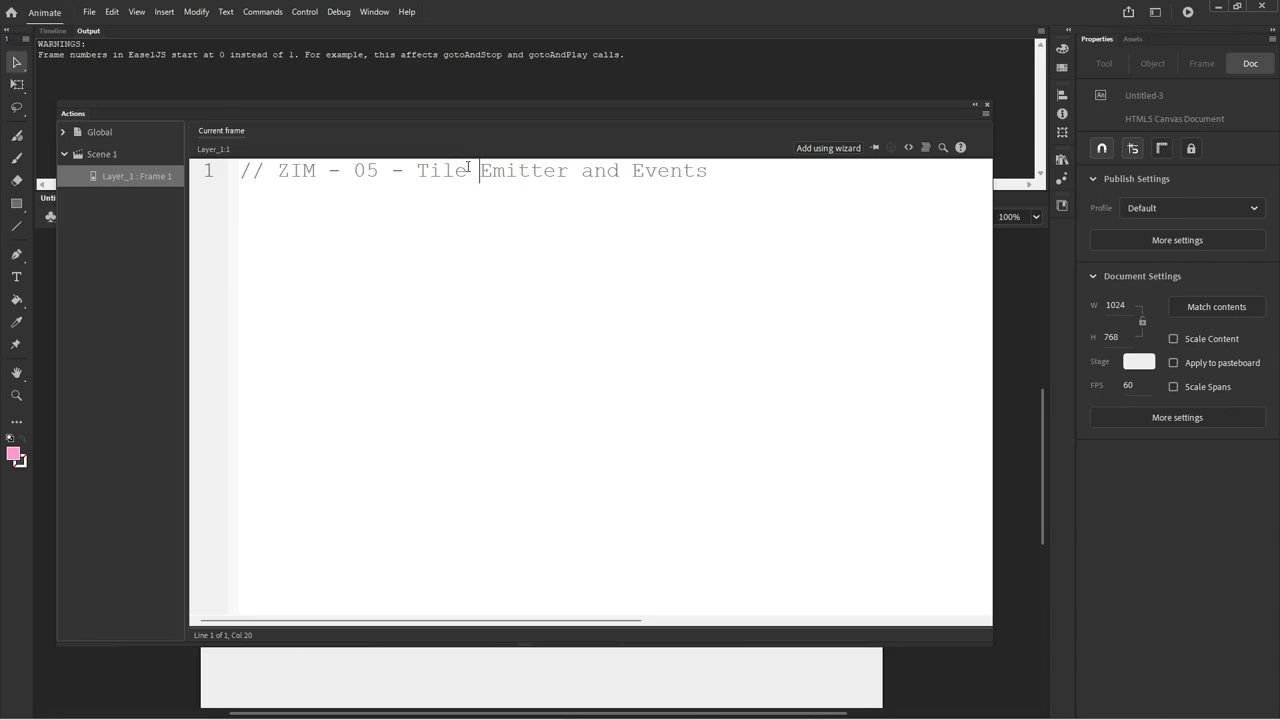 Animate
File Edit View Insert Modify Text Commands Control Debug Window Help
Timeline Output
WARNINGS:
Frame numbers in EaselJS start at 0 instead of 1. For example, this affects gotoAndStop and gotoAndPlay calls.
Actions
Global
Scene 1
Layer_1 : Frame 1
Current frame
Layer_1:1
Add using wizard
1 // ZIM - 05 - Tile Emitter and Events
Line 1 of 1, Col 20
Unti
100%
Properties Assets
Tool Object Frame Doc
An Untitled-3
HTML5 Canvas Document
Publish Settings
Profile Default
More settings
Document Settings
W 1024 Match contents
H 768 Scale Content
Stage Apply to pasteboard
FPS 60 Scale Spans
More settings